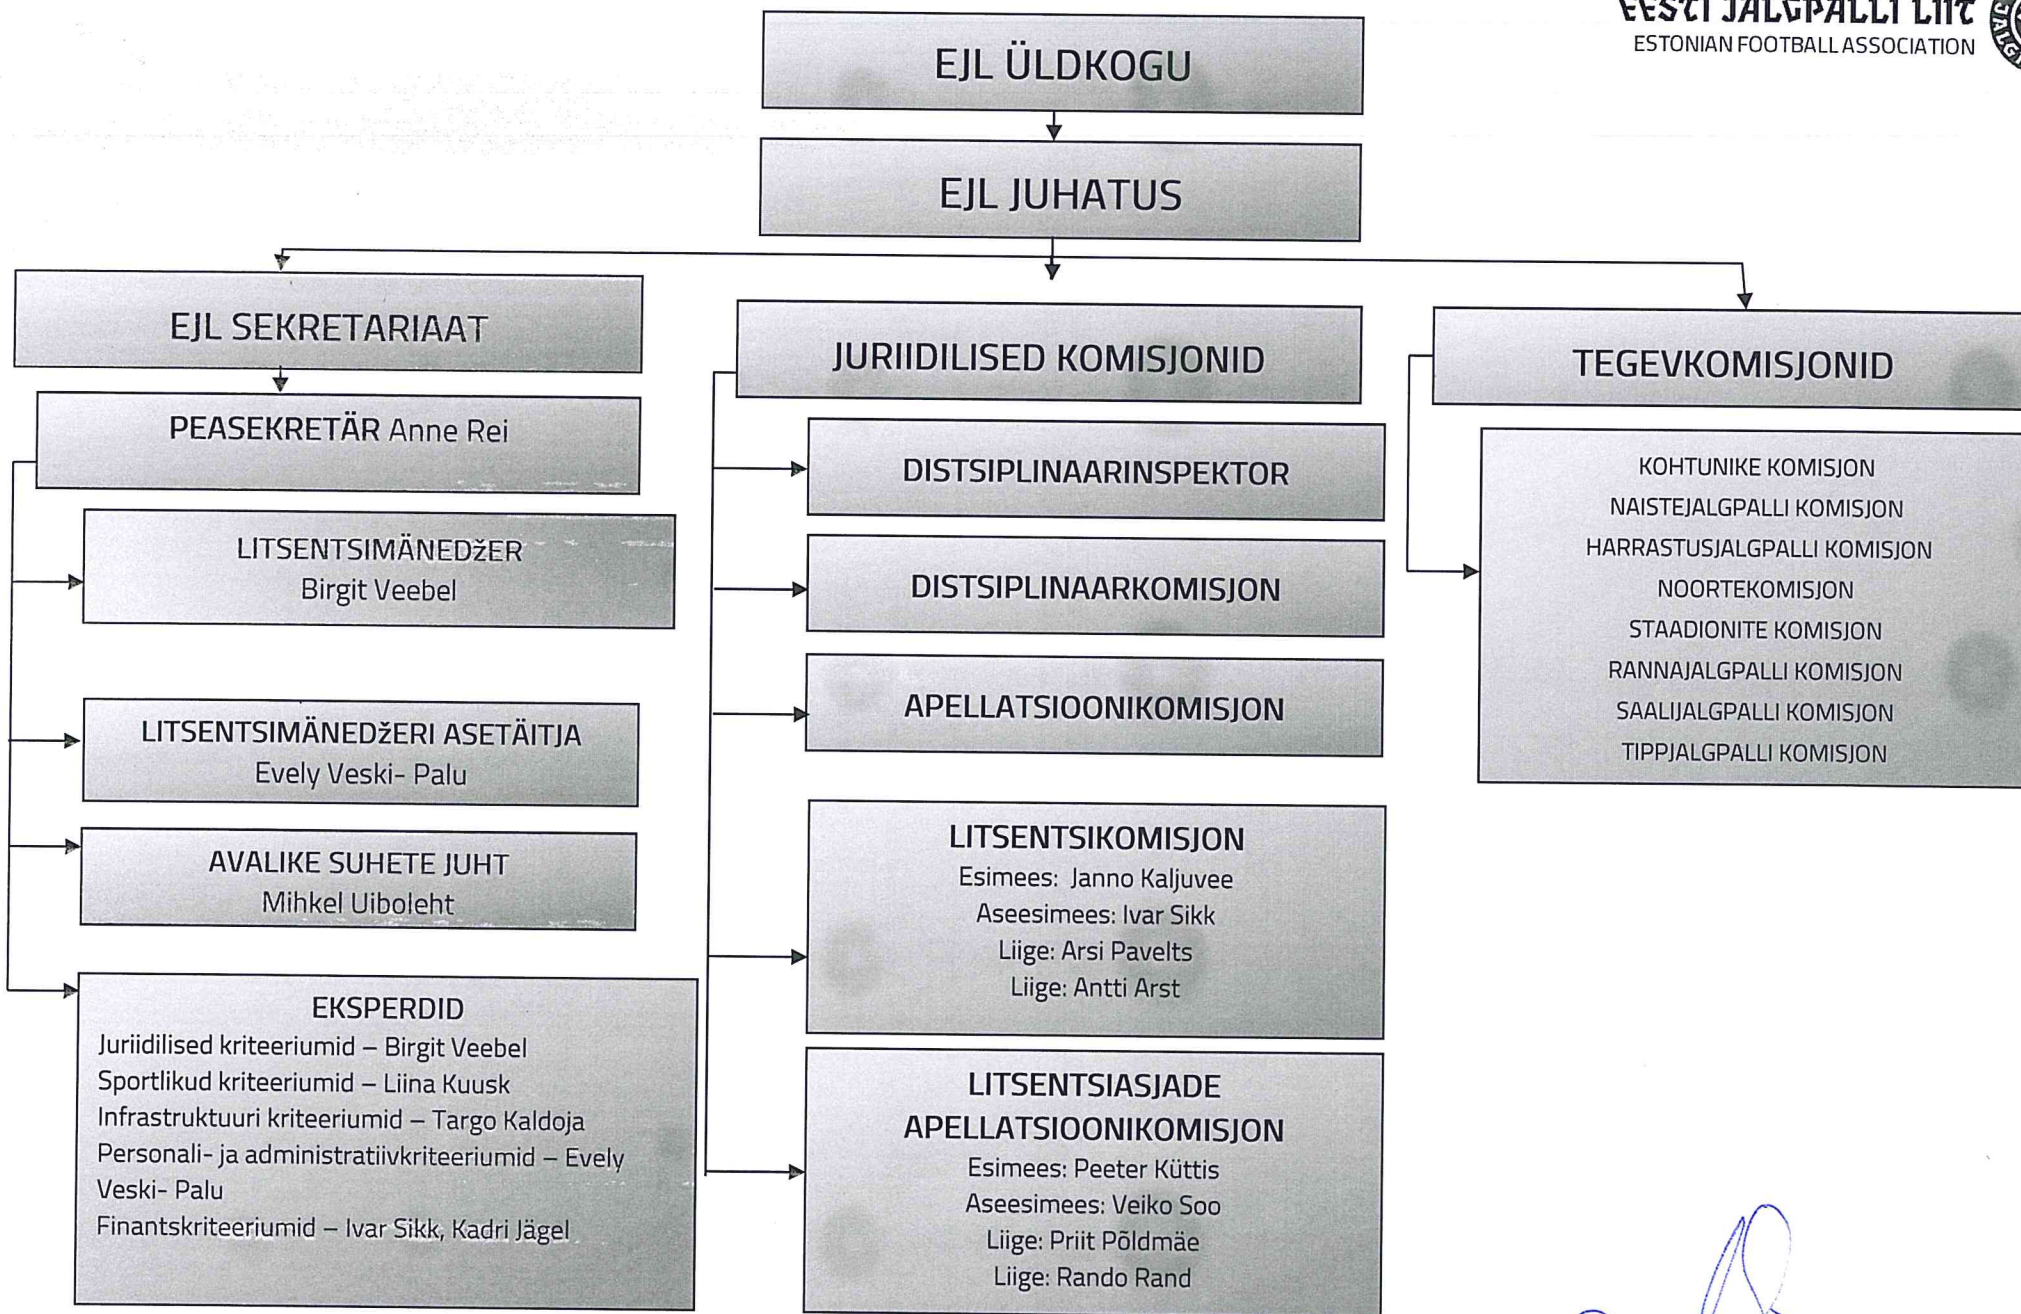 EESTI JALGPALLI LIIT
ESTONIAN FOOTBALL ASSOCIATION
EJL ÜLDKOGU
EJL JUHATUS
EJL SEKRETARIAAT
PEASEKRETÄR Anne Rei
LITSENTSIMÄNEDžER
Birgit Veebel
LITSENTSIMÄNEDžERI ASETÄITJA
Evely Veski- Palu
AVALIKE SUHETE JUHT
Mihkel Uiboleht
EKSPERDID
Juriidilised kriteeriumid – Birgit Veebel
Sportlikud kriteeriumid – Liina Kuusk
Infrastruktuuri kriteeriumid – Targo Kaldoja
Personali- ja administratiivkriteeriumid – Evely
Veski- Palu
Finantskriteeriumid – Ivar Sikk, Kadri Jägel
JURIIDILISED KOMISJONID
DISTSIPLINAARINSPEKTOR
DISTSIPLINAARKOMISJON
APELLATSIOONIKOMISJON
LITSENTSIKOMISJON
Esimees: Janno Kaljuvee
Aseesimees: Ivar Sikk
Liige: Arsi Pavelts
Liige: Antti Arst
LITSENTSIASJADE
APELLATSIOONIKOMISJON
Esimees: Peeter Küttis
Aseesimees: Veiko Soo
Liige: Priit Põldmäe
Liige: Rando Rand
TEGEVKOMISJONID
KOHTUNIKE KOMISJON
NAISTEJALGPALLI KOMISJON
HARRASTUSJALGPALLI KOMISJON
NOORTEKOMISJON
STAADIONITE KOMISJON
RANNAJALGPALLI KOMISJON
SAALIJALGPALLI KOMISJON
TIPPJALGPALLI KOMISJON